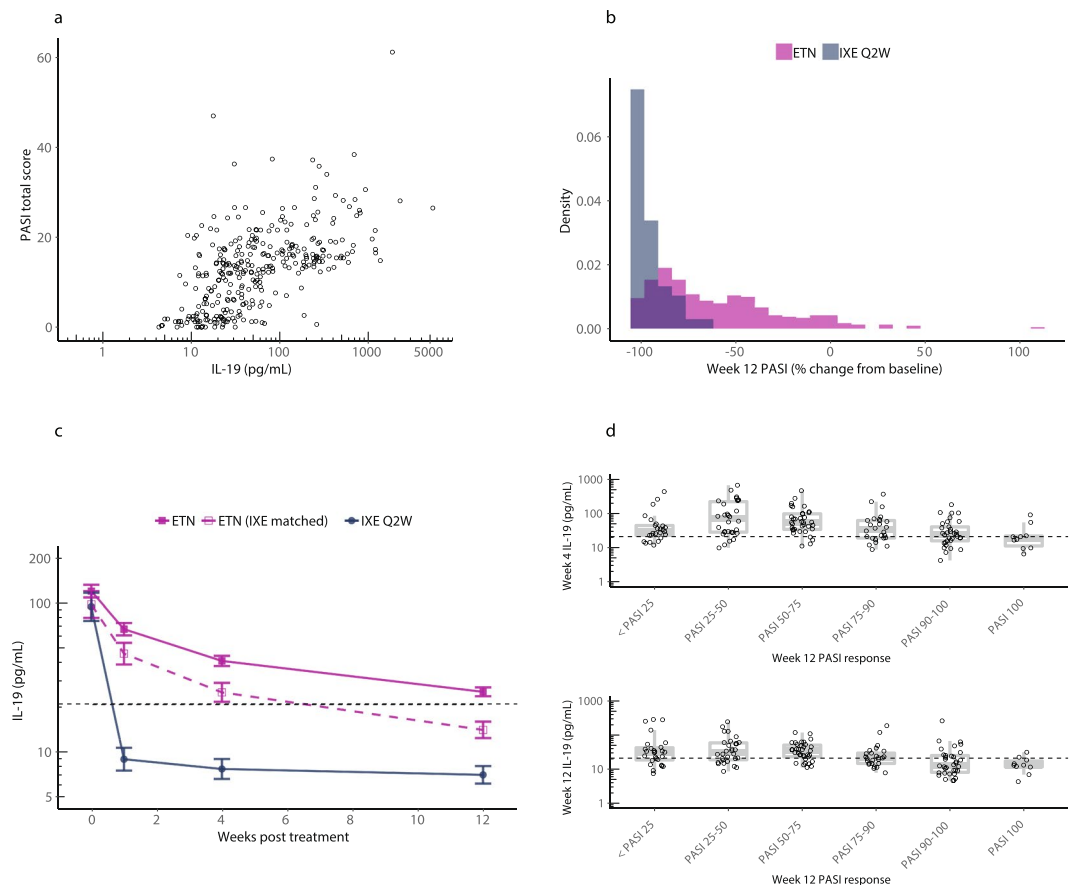 a
PASI total score
60
40
20
0
1
10
100
1000
5000
IL-19 (pg/mL)
b
ETN
IXE Q2W
Density
0.06
0.04
0.02
0.00
-100
-50
0
50
100
Week 12 PASI (% change from baseline)
c
ETN
ETN (IXE matched)
IXE Q2W
IL-19 (pg/mL)
200
100
10
5
0
2
4
6
8
10
12
Weeks post treatment
d
Week 4 IL-19 (pg/mL)
1000
100
10
1
< PASI 25
PASI 25-50
PASI 50-75
PASI 75-90
PASI 90-100
PASI 100
Week 12 PASI response
Week 12 IL-19 (pg/mL)
1000
10
1
< PASI 25
PASI 25-50
PASI 50-75
PASI 75-90
PASI 90-100
PASI 100
Week 12 PASI response